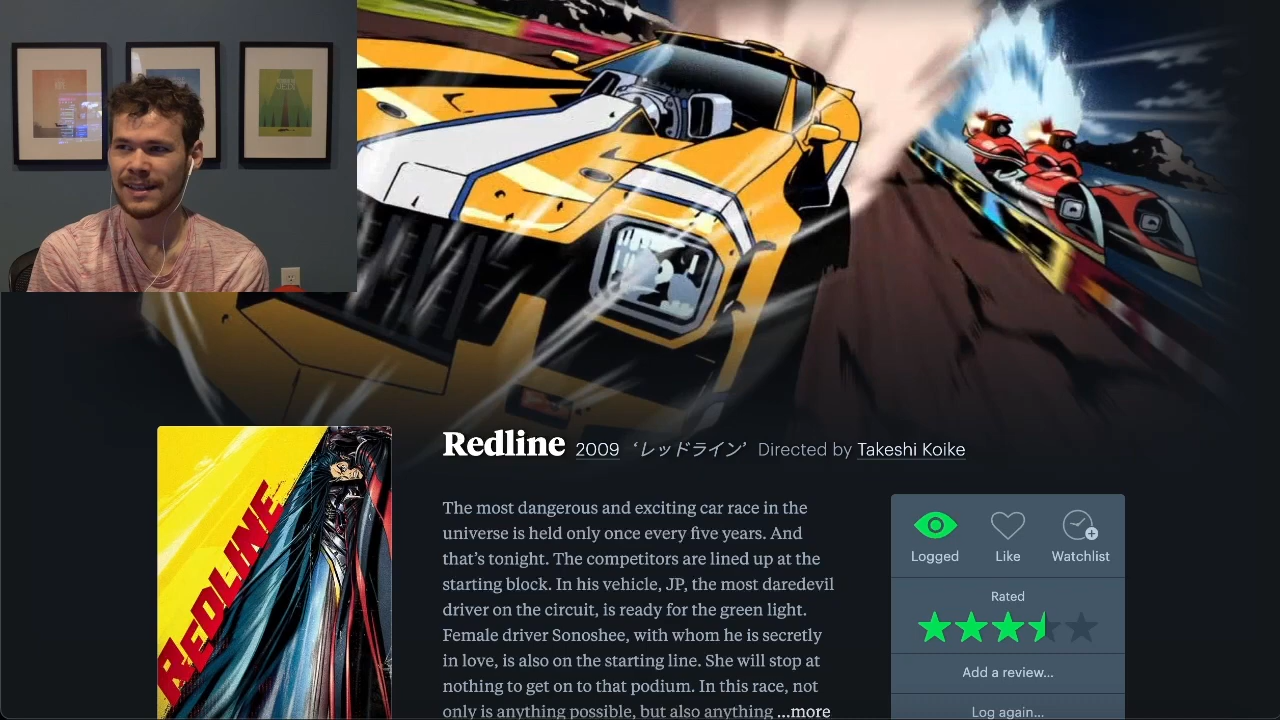 Redline 2009 ‘レッドライン’ Directed by Takeshi Koike
REDLINE
The most dangerous and exciting car race in the
universe is held only once every five years. And
that’s tonight. The competitors are lined up at the
starting block. In his vehicle, JP, the most daredevil
driver on the circuit, is ready for the green light.
Female driver Sonoshee, with whom he is secretly
in love, is also on the starting line. She will stop at
nothing to get on to that podium. In this race, not
only is anything possible, but also anything ...more
Logged Like Watchlist
Rated
Add a review...
Log again...